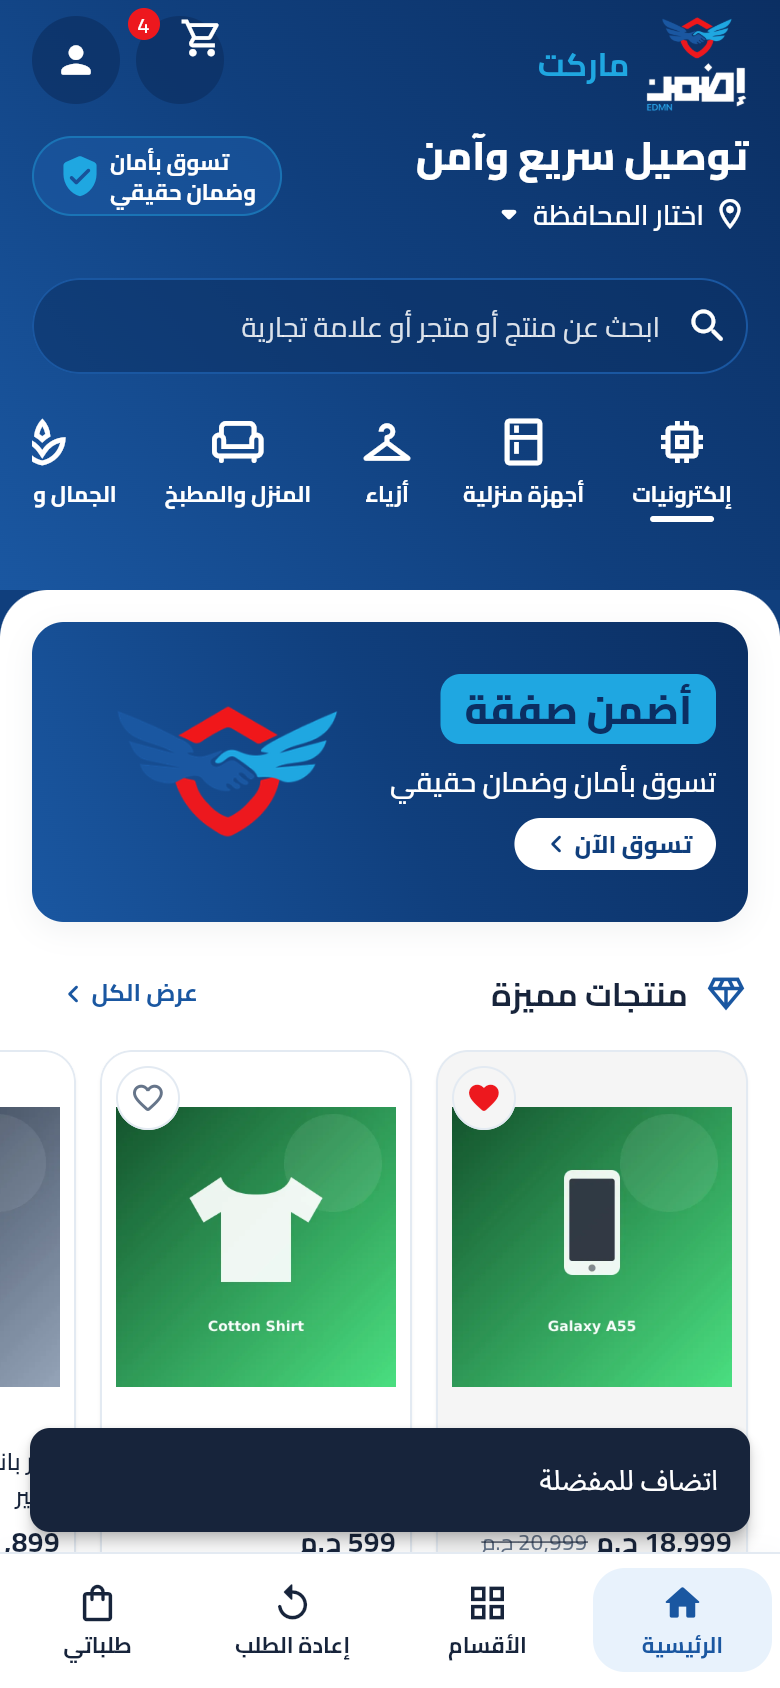 4
إضمن
EDMN
ماركت
توصيل سريع وآمن
تسوق بأمان
وضمان حقيقي
اختار المحافظة
ابحث عن منتج أو متجر أو علامة تجارية
إلكترونيات
أجهزة منزلية
أزياء
المنزل والمطبخ
الجمال و
أضمن صفقة
تسوق بأمان وضمان حقيقي
تسوق الآن
منتجات مميزة
عرض الكل
Galaxy A55
Cotton Shirt
اتضاف للمفضلة
18,999 ج.م 20,999 ج.م
599 ج.م
899,
الرئيسية
الأقسام
إعادة الطلب
طلباتي